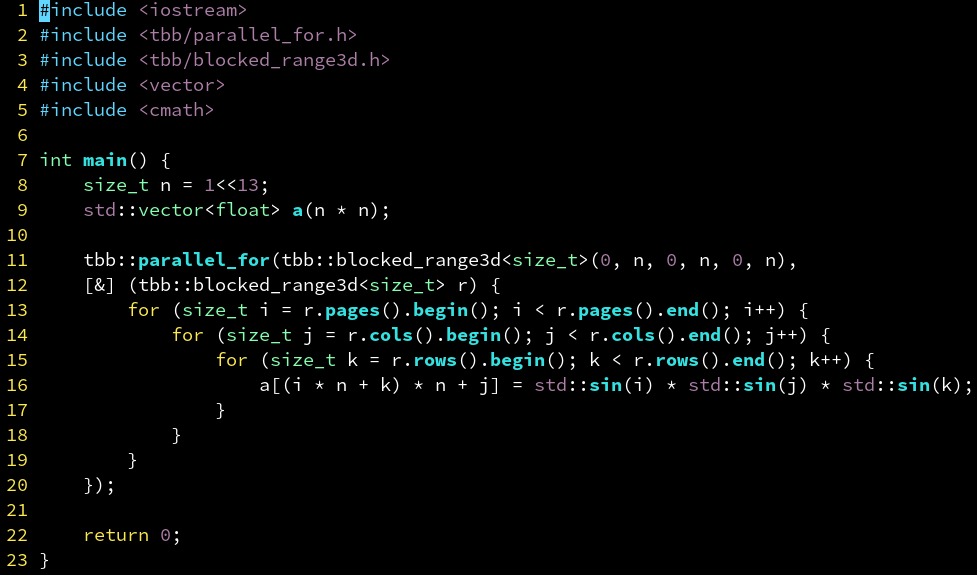 1 #include <iostream>
2 #include <tbb/parallel_for.h>
3 #include <tbb/blocked_range3d.h>
4 #include <vector>
5 #include <cmath>
6
7 int main() {
8     size_t n = 1<<13;
9     std::vector<float> a(n * n);
10
11     tbb::parallel_for(tbb::blocked_range3d<size_t>(0, n, 0, n, 0, n),
12     [&] (tbb::blocked_range3d<size_t> r) {
13         for (size_t i = r.pages().begin(); i < r.pages().end(); i++) {
14             for (size_t j = r.cols().begin(); j < r.cols().end(); j++) {
15                 for (size_t k = r.rows().begin(); k < r.rows().end(); k++) {
16                     a[(i * n + k) * n + j] = std::sin(i) * std::sin(j) * std::sin(k);
17                 }
18             }
19         }
20     });
21
22     return 0;
23 }